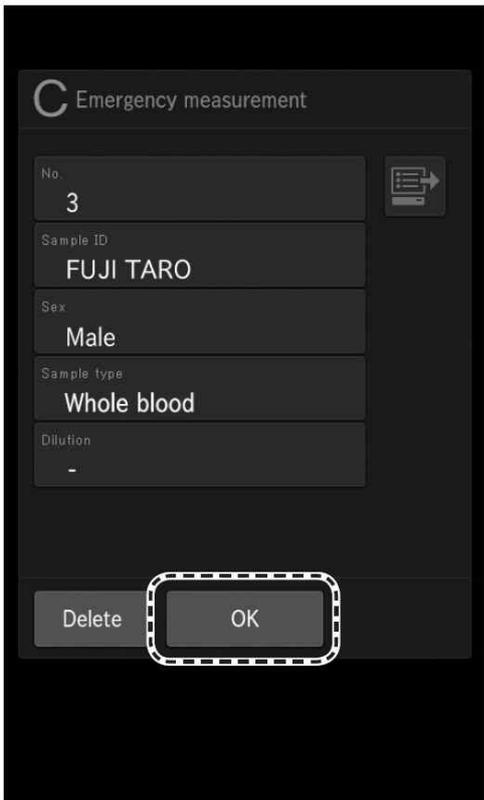 C Emergency measurement
No.
3
Sample ID
FUJI TARO
Sex
Male
Sample type
Whole blood
Dilution
-
Delete OK